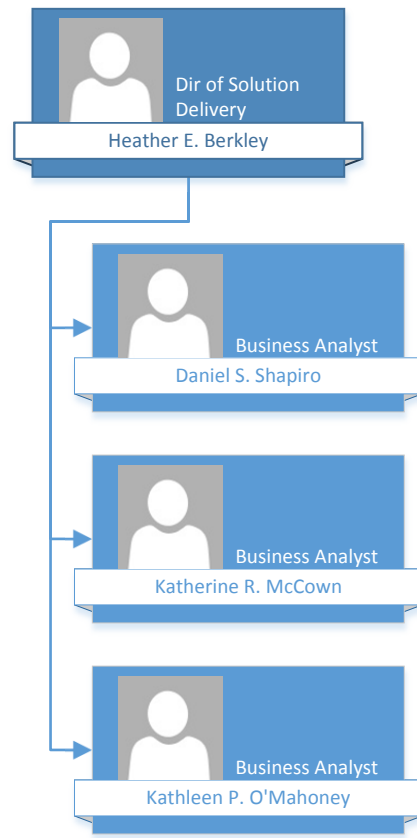 Dir of Solution
Delivery
Heather E. Berkley
Business Analyst
Daniel S. Shapiro
Business Analyst
Katherine R. McCown
Business Analyst
Kathleen P. O'Mahoney